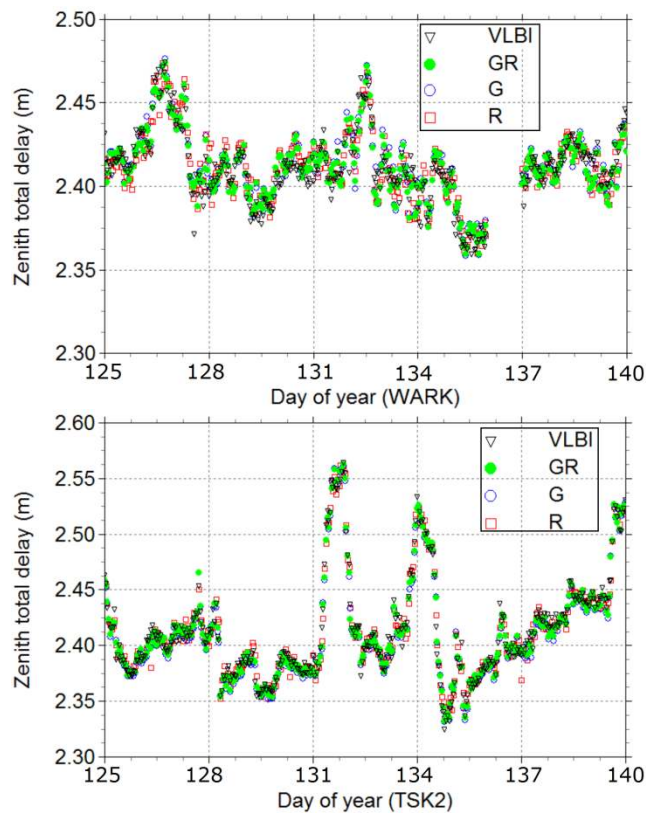 2.50
VLBI
GR
G
R
2.45
2.40
2.35
2.30
Zenith total delay (m)
125 128 131 134 137 140
Day of year (WARK)
2.60
VLBI
GR
G
R
2.55
2.50
2.45
2.40
2.35
2.30
Zenith total delay (m)
125 128 131 134 137 140
Day of year (TSK2)